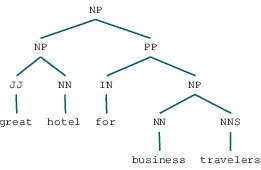 NP
NP PP
JJ NN IN NP
great hotel for NN NNS
business travelers